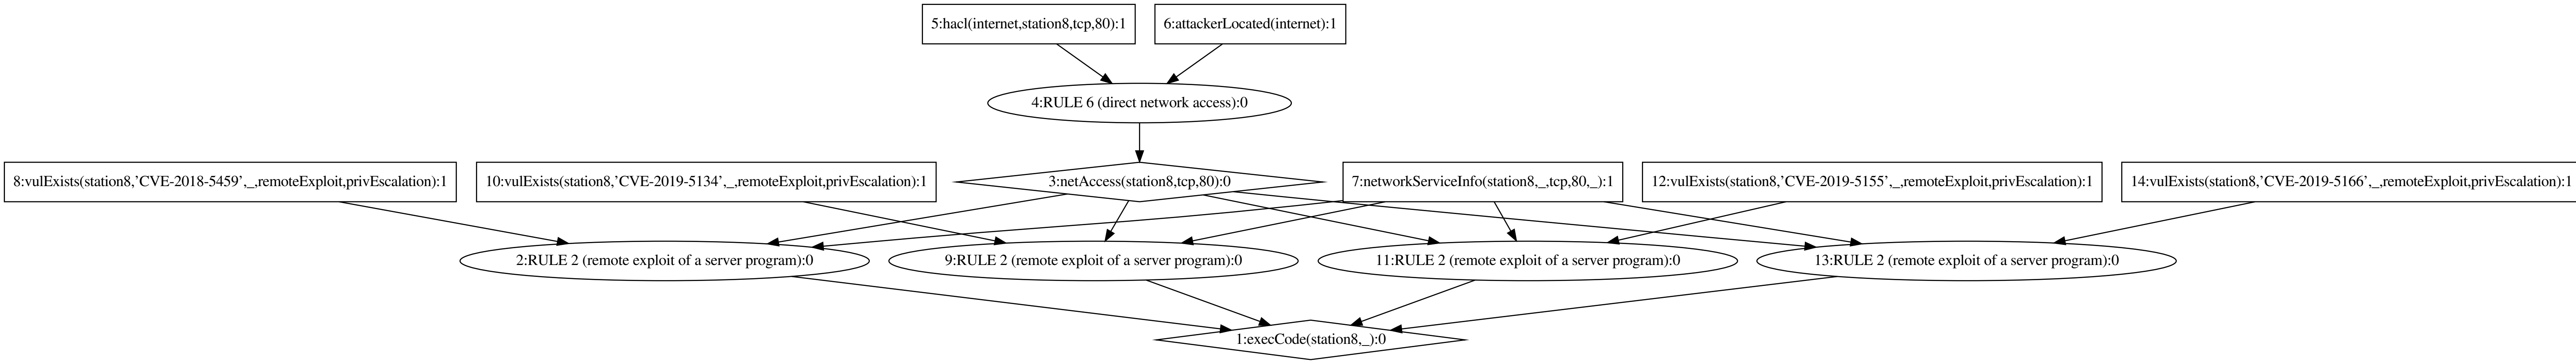 5:hacl(internet,station8,tcp,80):1
6:attackerLocated(internet):1
4:RULE 6 (direct network access):0
8:vulExists(station8,’CVE-2018-5459’,_,remoteExploit,privEscalation):1
10:vulExists(station8,’CVE-2019-5134’,_,remoteExploit,privEscalation):1
3:netAccess(station8,tcp,80):0
7:networkServiceInfo(station8,_,tcp,80,_):1
12:vulExists(station8,’CVE-2019-5155’,_,remoteExploit,privEscalation):1
14:vulExists(station8,’CVE-2019-5166’,_,remoteExploit,privEscalation):1
2:RULE 2 (remote exploit of a server program):0
9:RULE 2 (remote exploit of a server program):0
11:RULE 2 (remote exploit of a server program):0
13:RULE 2 (remote exploit of a server program):0
1:execCode(station8,_):0